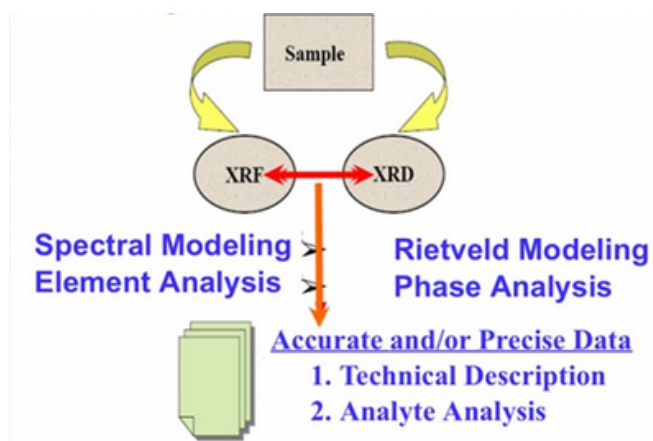 Sample
XRF
XRD
Spectral Modeling
Element Analysis
Rietveld Modeling
Phase Analysis
Accurate and/or Precise Data
1. Technical Description
2. Analyte Analysis